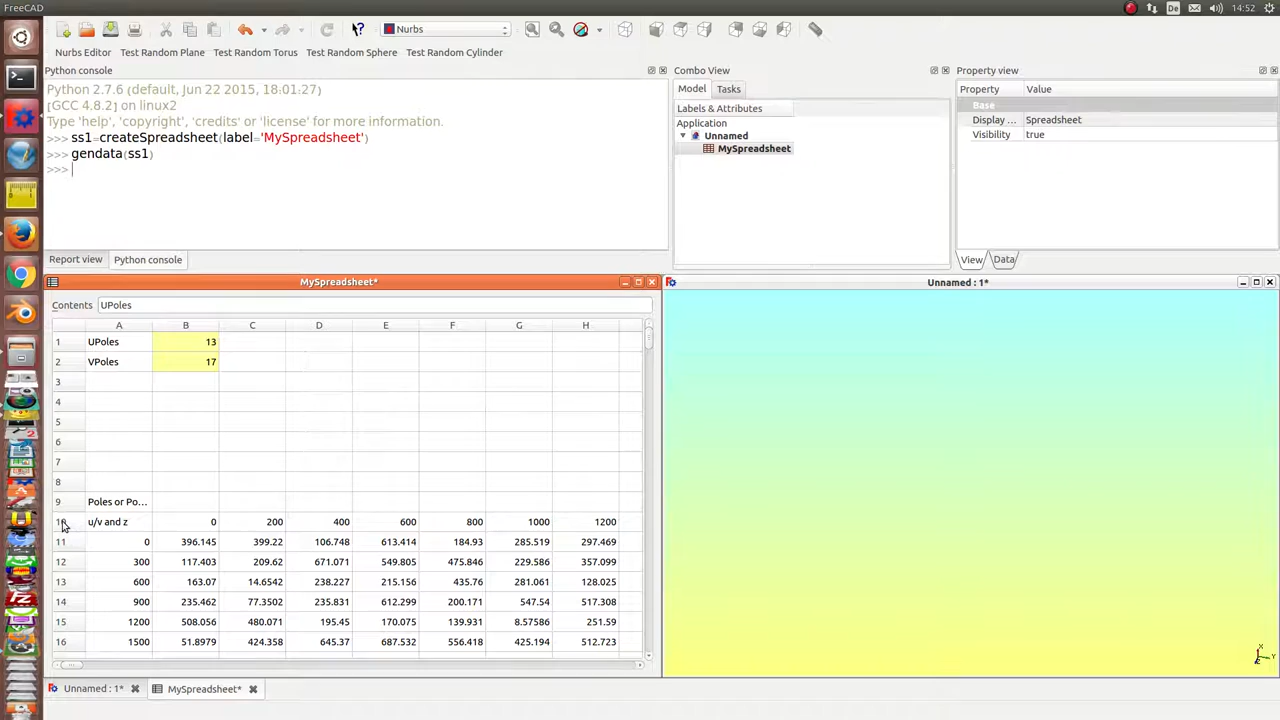 FreeCAD
De
14:52
Nurbs
Nurbs Editor Test Random Plane Test Random Torus Test Random Sphere Test Random Cylinder
Python console
Python 2.7.6 (default, Jun 22 2015, 18:01:27)
[GCC 4.8.2] on linux2
Type 'help', 'copyright', 'credits' or 'license' for more information.
>>> ss1=createSpreadsheet(label='MySpreadsheet')
>>> gendata(ss1)
>>>
Report view Python console
Combo View
Model Tasks
Labels & Attributes
Application
Unnamed
MySpreadsheet
Property view
Property Value
Base
Display ... Spreadsheet
Visibility true
View Data
MySpreadsheet*
Contents UPoles
A B C D E F G H
1 UPoles 13
2 VPoles 17
3
4
5
6
7
8
9 Poles or Po...
10 u/v and z 0 200 400 600 800 1000 1200
11 0 396.145 399.22 106.748 613.414 184.93 285.519 297.469
12 300 117.403 209.62 671.071 549.805 475.846 229.586 357.099
13 600 163.07 14.6542 238.227 215.156 435.76 281.061 128.025
14 900 235.462 77.3502 235.831 612.299 200.171 547.54 517.308
15 1200 508.056 480.071 195.45 170.075 139.931 8.57586 251.59
16 1500 51.8979 424.358 645.37 687.532 556.418 425.194 512.723
Unnamed : 1*
X
Y
Unnamed : 1* MySpreadsheet*